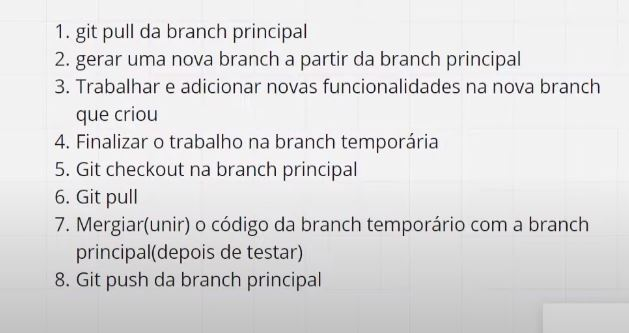 1. git pull da branch principal
2. gerar uma nova branch a partir da branch principal
3. Trabalhar e adicionar novas funcionalidades na nova branch
que criou
4. Finalizar o trabalho na branch temporária
5. Git checkout na branch principal
6. Git pull
7. Mergiar(unir) o código da branch temporário com a branch
principal(depois de testar)
8. Git push da branch principal